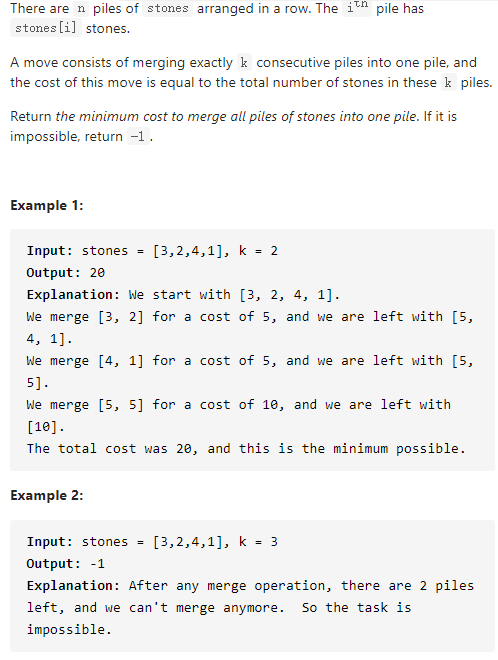 There are n piles of stones arranged in a row. The ith pile has
stones[i] stones.
A move consists of merging exactly k consecutive piles into one pile, and
the cost of this move is equal to the total number of stones in these k piles.
Return the minimum cost to merge all piles of stones into one pile. If it is
impossible, return -1.
Example 1:
Input: stones = [3,2,4,1], k = 2
Output: 20
Explanation: We start with [3, 2, 4, 1].
We merge [3, 2] for a cost of 5, and we are left with [5,
4, 1].
We merge [4, 1] for a cost of 5, and we are left with [5,
5].
We merge [5, 5] for a cost of 10, and we are left with
[10].
The total cost was 20, and this is the minimum possible.
Example 2:
Input: stones = [3,2,4,1], k = 3
Output: -1
Explanation: After any merge operation, there are 2 piles
left, and we can't merge anymore.  So the task is
impossible.